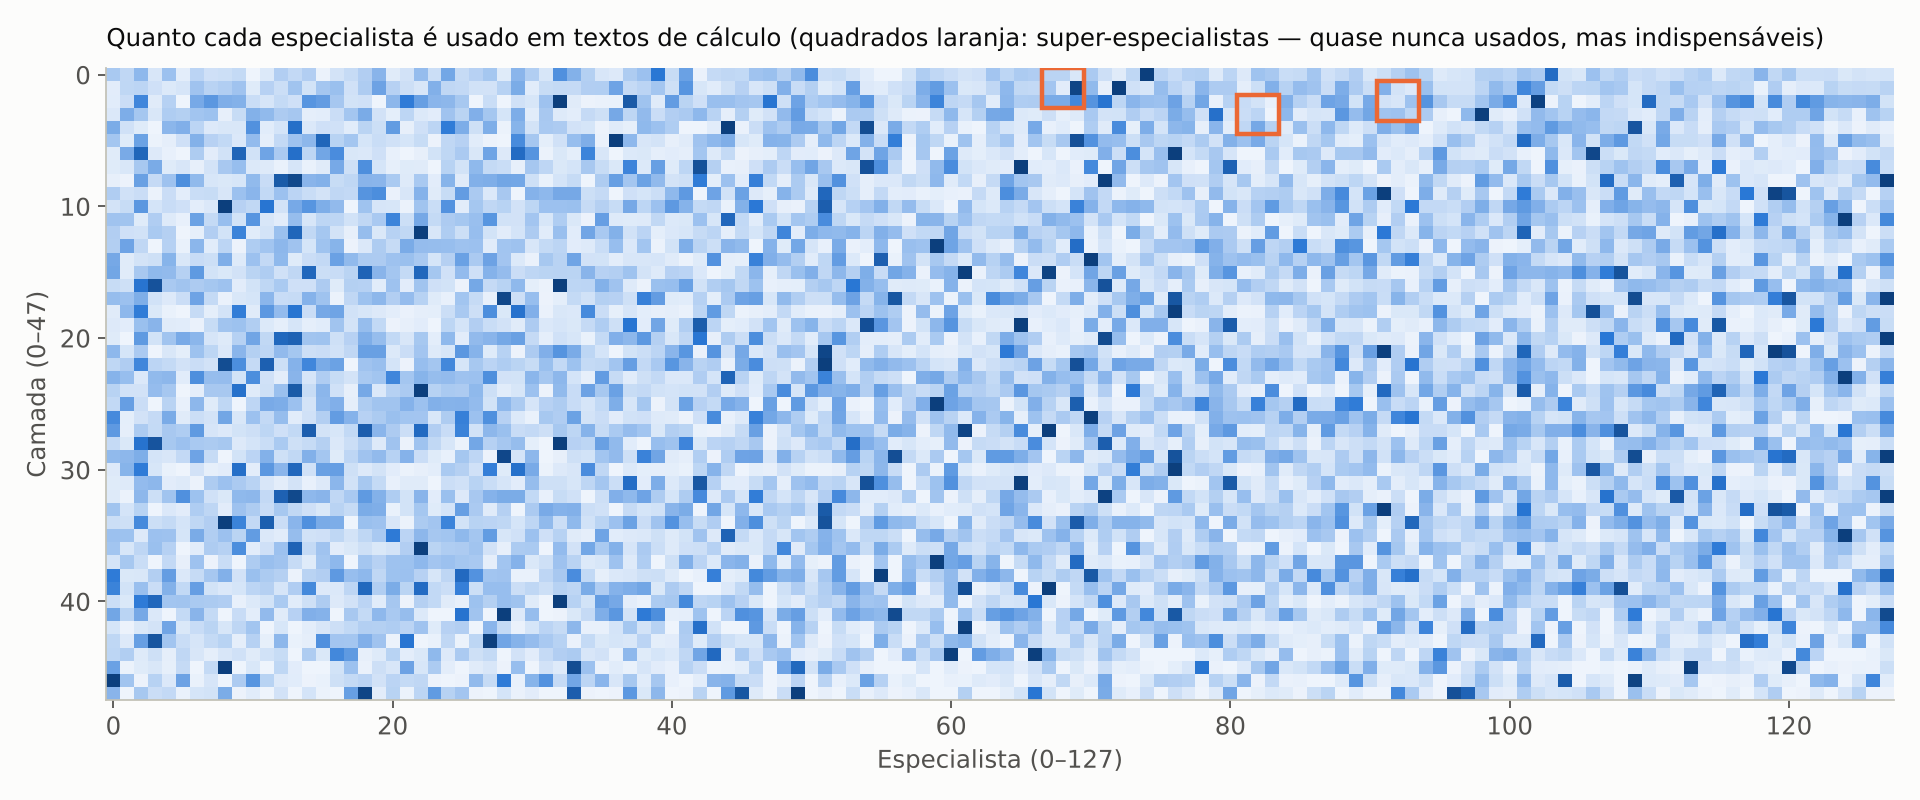 Quanto cada especialista é usado em textos de cálculo (quadrados laranja: super-especialistas — quase nunca usados, mas indispensáveis)
0
10
20
30
40
Camada (0–47)
0 20 40 60 80 100 120
Especialista (0–127)